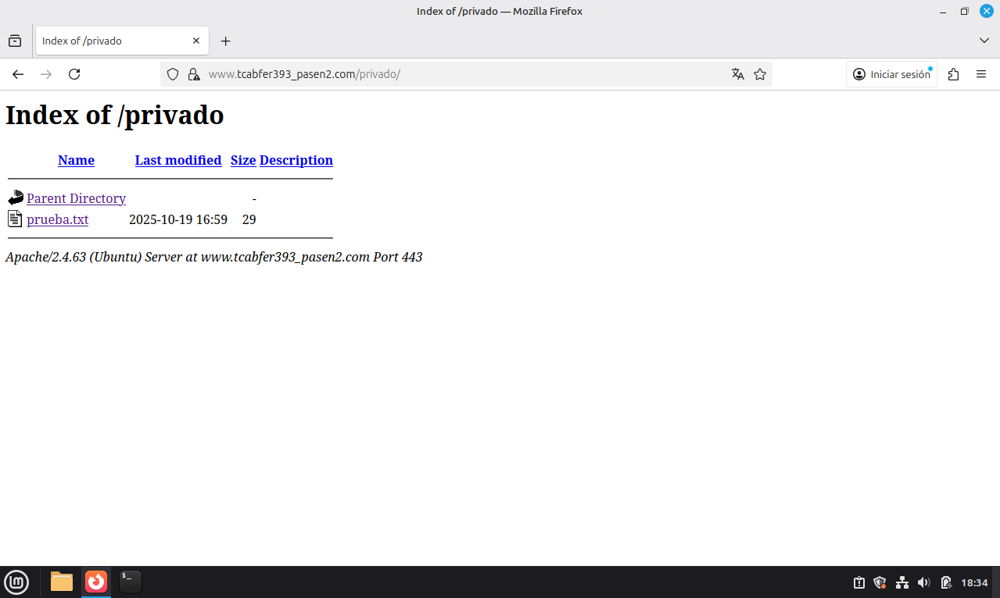 Index of /privado — Mozilla Firefox
Index of /privado
www.tcabfer393_pasen2.com/privado/
Iniciar sesión
Index of /privado
Name Last modified Size Description
Parent Directory -
prueba.txt 2025-10-19 16:59 29
Apache/2.4.63 (Ubuntu) Server at www.tcabfer393_pasen2.com Port 443
$_
18:34